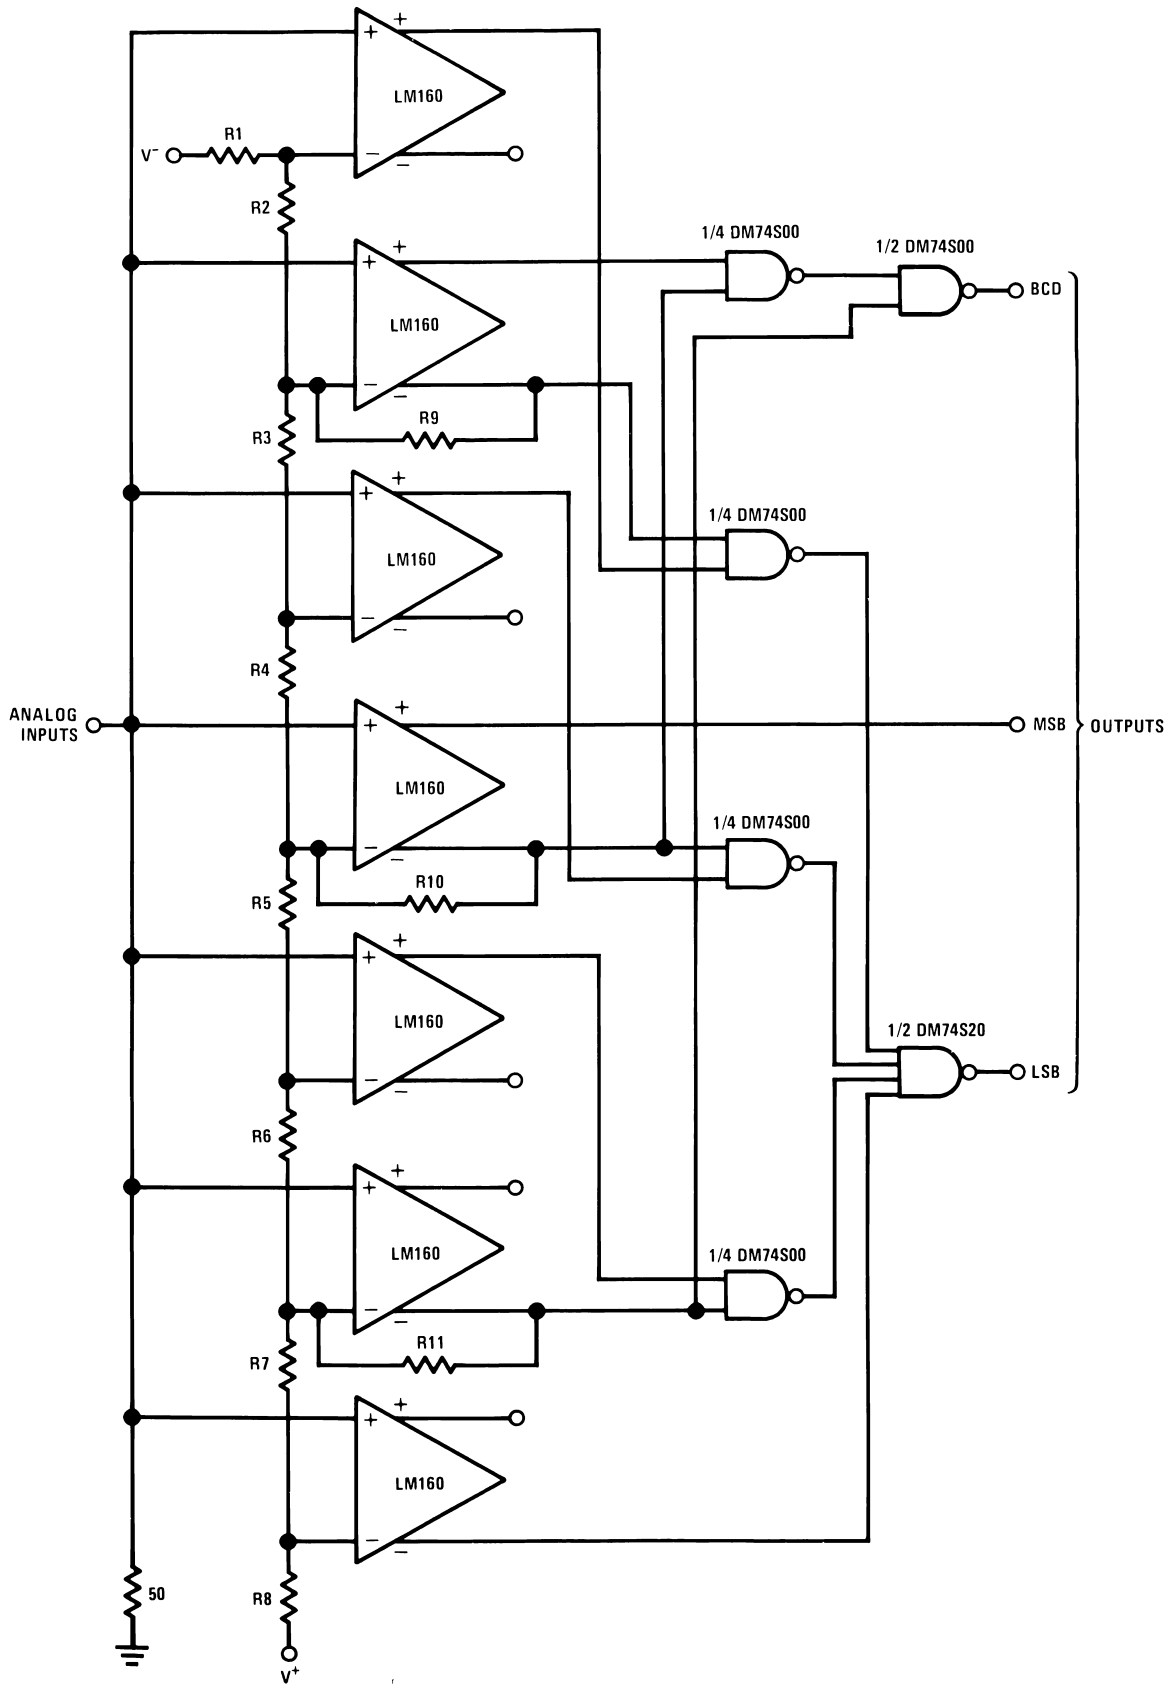 +
+
LM160
R1
V⁻
−
−
R2
+
1/4 DM74S00
1/2 DM74S00
+
BCD
LM160
−
−
R9
R3
+
+
1/4 DM74S00
LM160
−
−
R4
+
ANALOG
INPUTS
+
MSB
OUTPUTS
LM160
1/4 DM74S00
−
−
R10
R5
+
+
LM160
1/2 DM74S20
LSB
−
−
R6
+
+
LM160
1/4 DM74S00
−
−
R11
R7
+
+
LM160
−
−
50
R8
V⁺